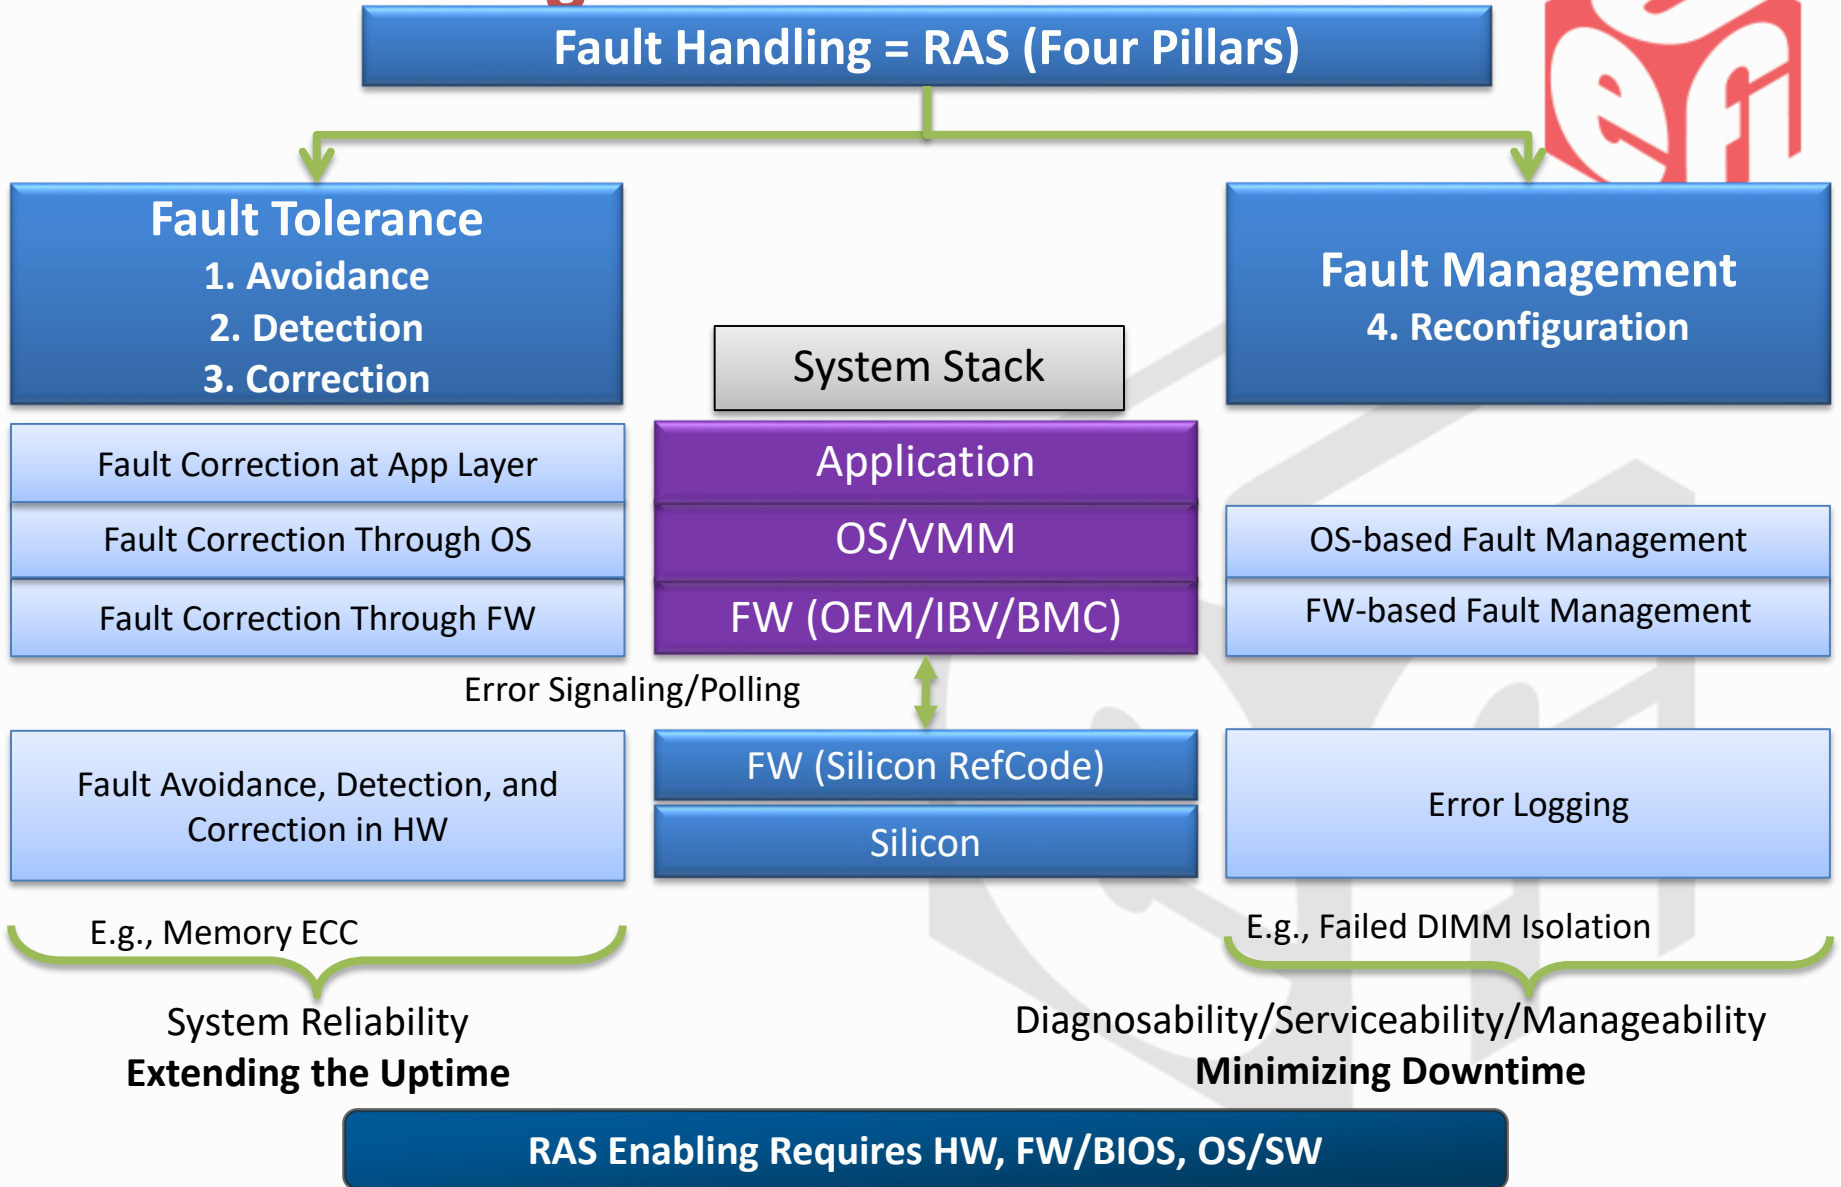 Fault Handling = RAS (Four Pillars)
Fault Tolerance
1. Avoidance
2. Detection
3. Correction
Fault Management
4. Reconfiguration
System Stack
Fault Correction at App Layer
Application
Fault Correction Through OS
OS/VMM
OS-based Fault Management
Fault Correction Through FW
FW (OEM/IBV/BMC)
FW-based Fault Management
Error Signaling/Polling
Fault Avoidance, Detection, and
Correction in HW
FW (Silicon RefCode)
Silicon
Error Logging
E.g., Memory ECC
E.g., Failed DIMM Isolation
System Reliability
Extending the Uptime
Diagnosability/Serviceability/Manageability
Minimizing Downtime
RAS Enabling Requires HW, FW/BIOS, OS/SW